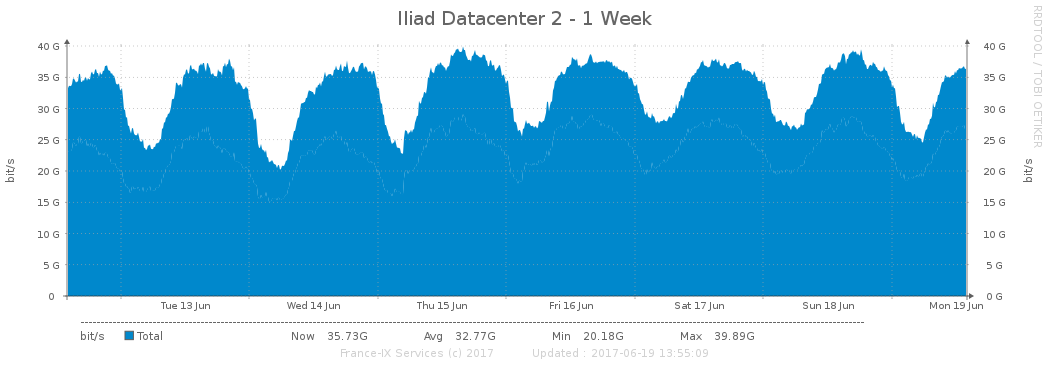 Iliad Datacenter 2 - 1 Week
RRDTOOL / TOBI OETIKER
40 G 40 G
35 G 35 G
30 G 30 G
25 G 25 G
20 G 20 G
15 G 15 G
10 G 10 G
5 G 5 G
0 0 G
bit/s bit/s
Tue 13 Jun Wed 14 Jun Thu 15 Jun Fri 16 Jun Sat 17 Jun Sun 18 Jun Mon 19 Jun
bit/s Total Now 35.73G Avg 32.77G Min 20.18G Max 39.89G
France-IX Services (c) 2017 Updated : 2017-06-19 13:55:09